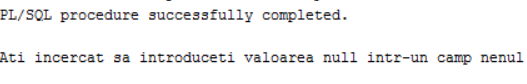 PL/SQL procedure successfully completed.
Ati incercat sa introduceti valoarea null intr-un camp nenul